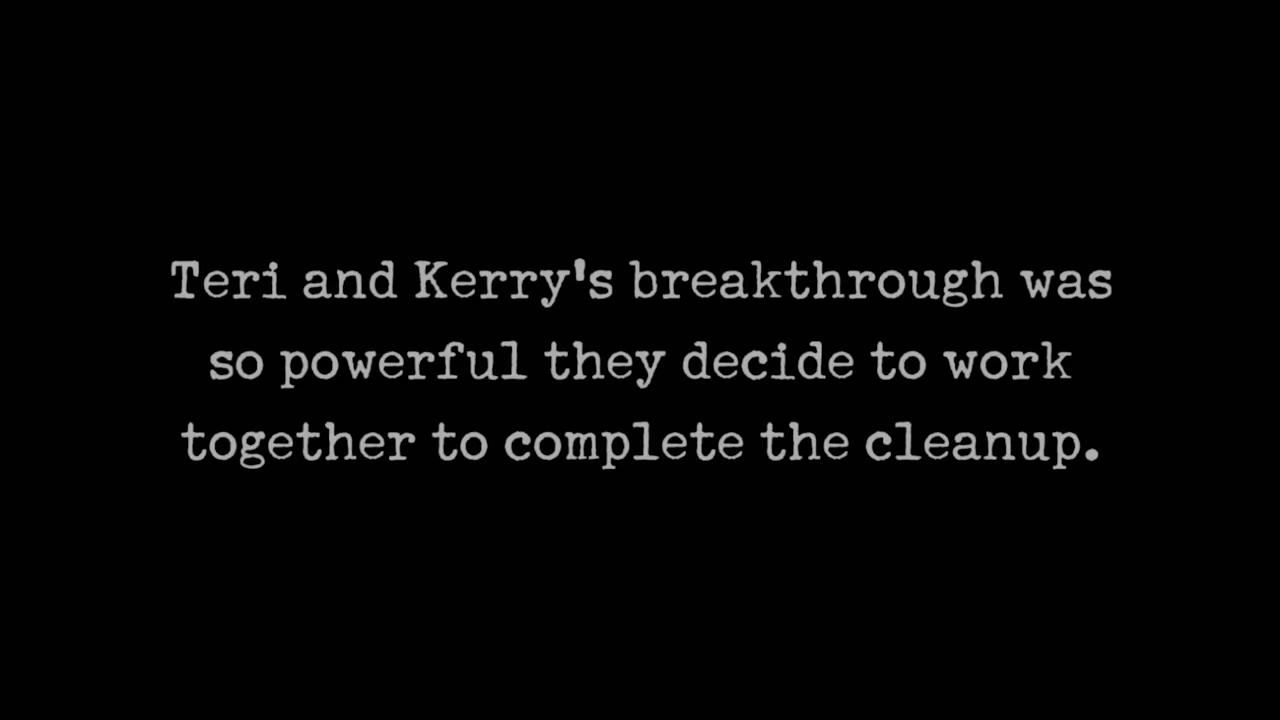 Teri and Kerry's breakthrough was
so powerful they decide to work
together to complete the cleanup.